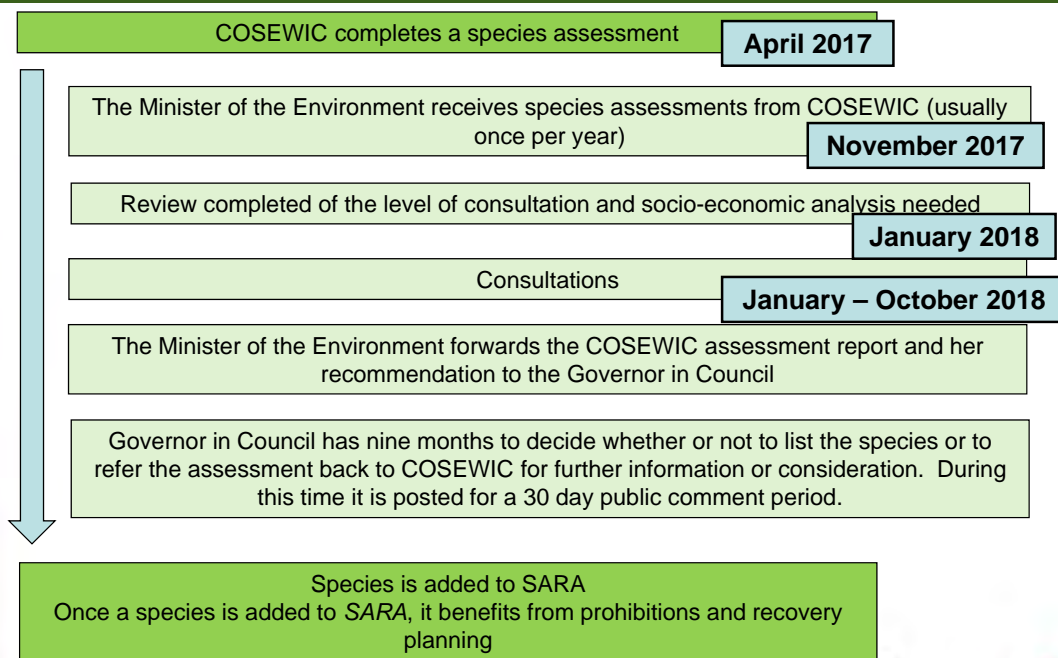 COSEWIC completes a species assessment
April 2017
The Minister of the Environment receives species assessments from COSEWIC (usually
once per year)
November 2017
Review completed of the level of consultation and socio-economic analysis needed
January 2018
Consultations
January – October 2018
The Minister of the Environment forwards the COSEWIC assessment report and her
recommendation to the Governor in Council
Governor in Council has nine months to decide whether or not to list the species or to
refer the assessment back to COSEWIC for further information or consideration. During
this time it is posted for a 30 day public comment period.
Species is added to SARA
Once a species is added to SARA, it benefits from prohibitions and recovery
planning